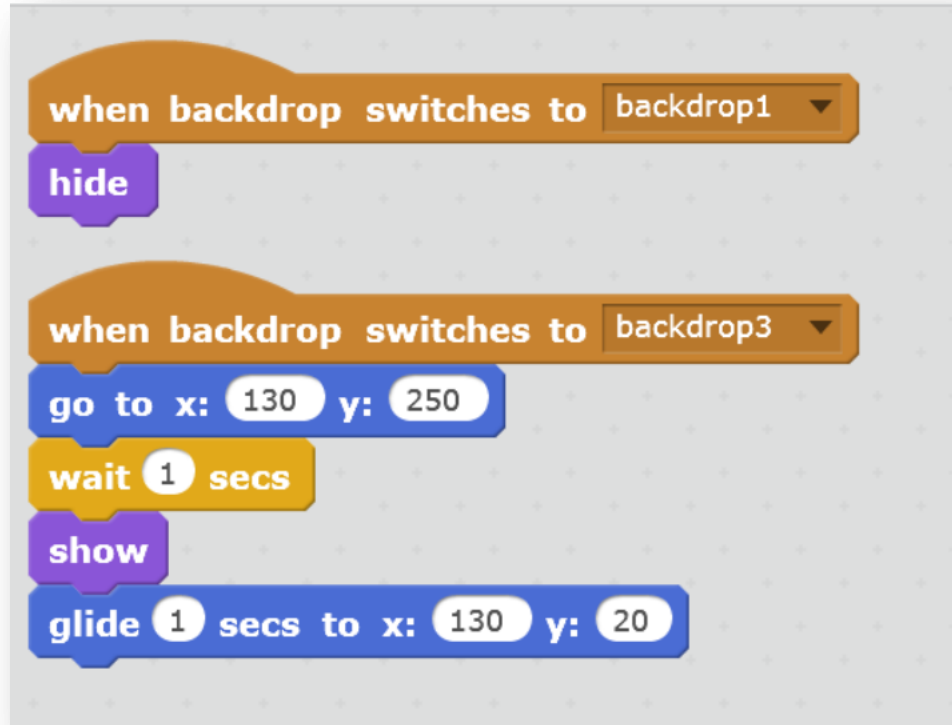 when backdrop switches to backdrop1
hide
when backdrop switches to backdrop3
go to x: 130 y: 250
wait 1 secs
show
glide 1 secs to x: 130 y: 20